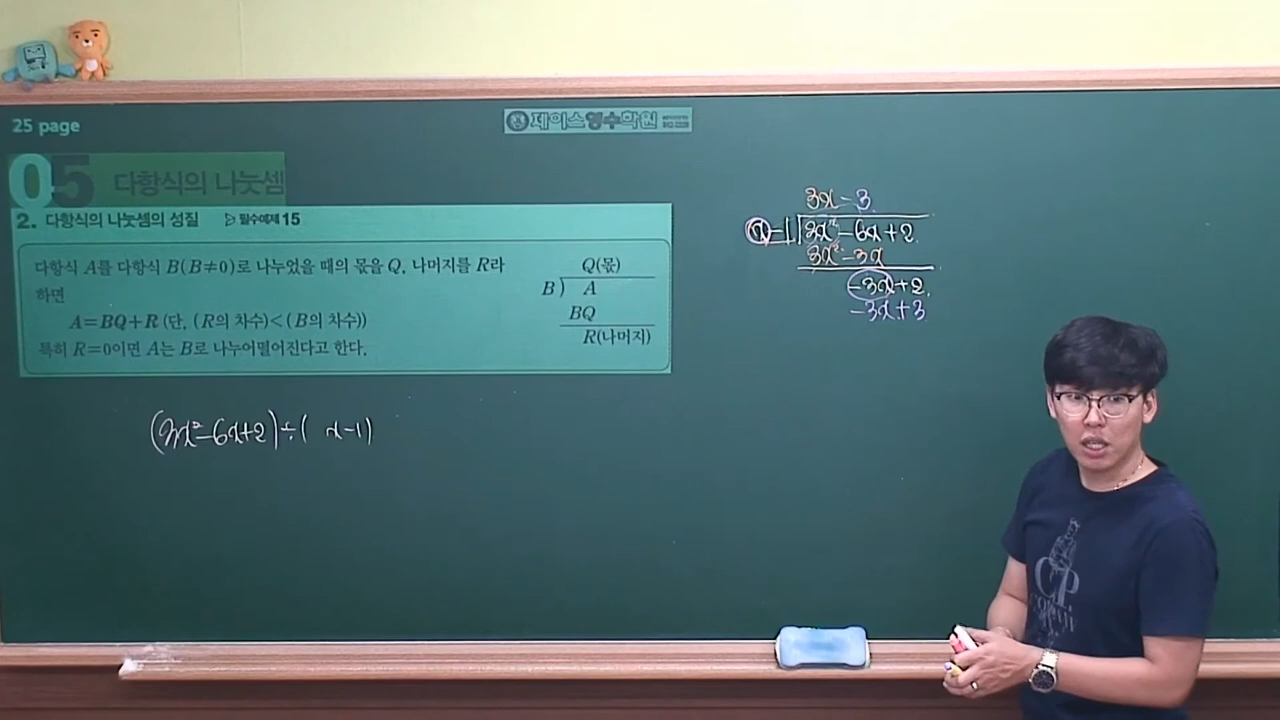 25 page
제이스영수학원
05 다항식의 나눗셈
2. 다항식의 나눗셈의 성질 ▷ 필수예제 15
다항식 A를 다항식 B(B≠0)로 나누었을 때의 몫을 Q, 나머지를 R라
하면
A=BQ+R (단, (R의 차수)<(B의 차수))
특히 R=0이면 A는 B로 나누어떨어진다고 한다.
Q(몫)
B) A
BQ
R(나머지)
(3x²-6x+2)÷( x-1)
3x-3
x-1 3x²-6x+2
3x²-3x
-3x+2
-3x+3
CP